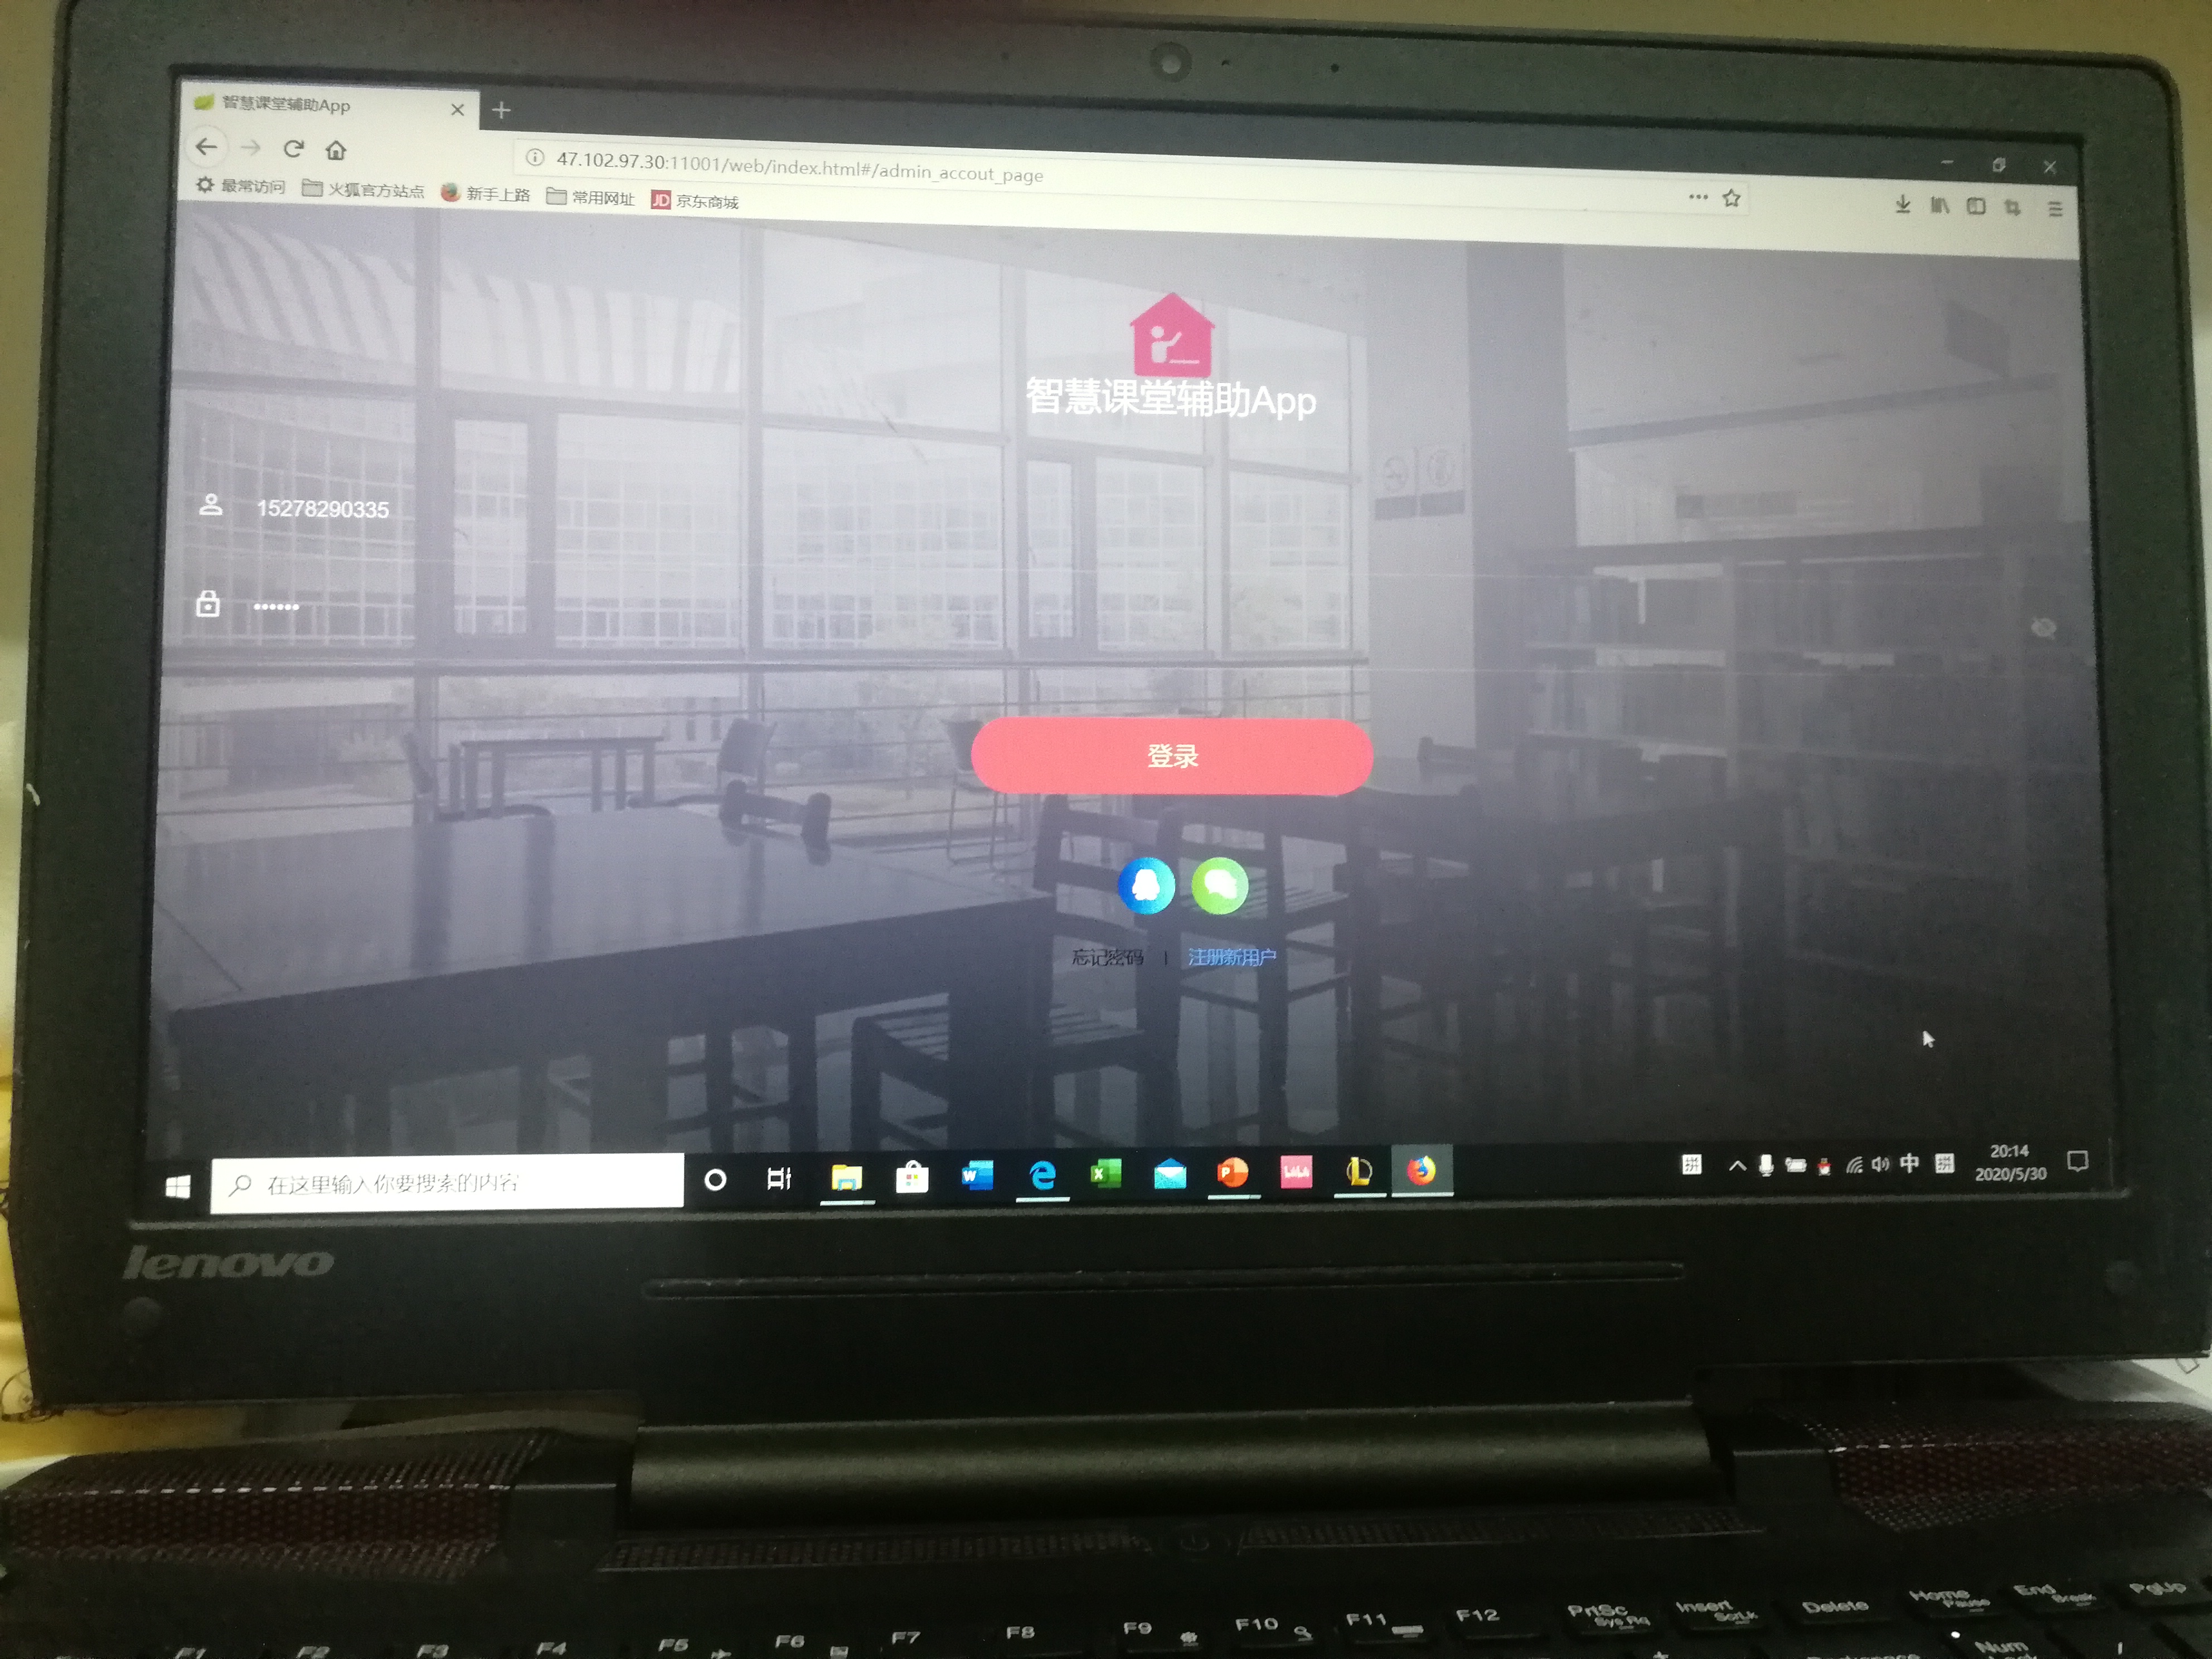 智慧课堂辅助App
47.102.97.30:11001/web/index.html#/admin_accout_page
最常访问 火狐官方站点 新手上路 常用网址 JD 京东商城
智慧课堂辅助App
15278290335
••••••
登录
忘记密码 | 注册新用户
在这里输入你要搜索的内容
中 拼
20:14
2020/5/30
lenovo
F1 F2 F3 F4 F5 F6 F7 F8 F9 F10 F11 F12 PrtSc SysRq Insert ScrLk Delete Home Pause End Break PgUp
Backspace Num Lock /